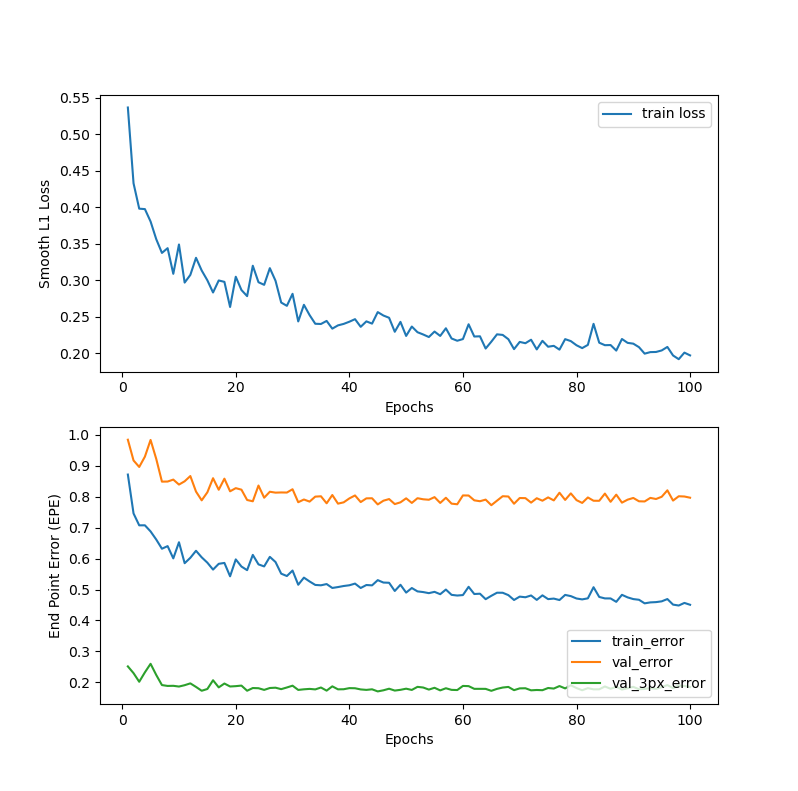 0.55
0.50
0.45
0.40
0.35
0.30
0.25
0.20
Smooth L1 Loss
train loss
0 20 40 60 80 100
Epochs
1.0
0.9
0.8
0.7
0.6
0.5
0.4
0.3
0.2
End Point Error (EPE)
train_error
val_error
val_3px_error
0 20 40 60 80 100
Epochs